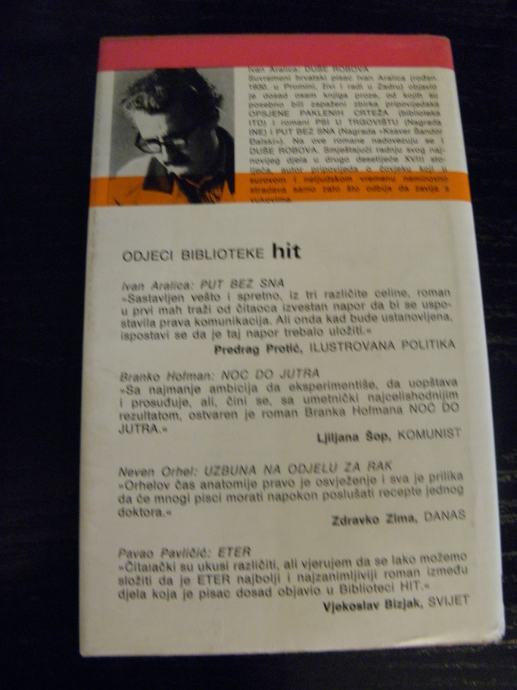 Ivan Aralica: DUŠE ROBOVA
Suvremeni hrvatski pisac Ivan Aralica (rođen
1930. u Promini, živi i radi u Zadru) objavio
je dosad osam knjiga proze, od kojih su
posebno bili zapaženi zbirka pripovijedaka
OPSJENE PAKLENIH CRTEŽA (biblioteka
ITD) i romani PSI U TRGOVIŠTU (Nagrada
INE) i PUT BEZ SNA (Nagrada »Ksaver Šandor
Đalski«). Na ove romane nadovezuju se i
DUŠE ROBOVA. Smještajući radnju svog naj-
novijeg djela u drugo desetljeće XVIII sto-
ljeća, autor pripovijeda o čovjeku koji u
surovom i neljudskom vremenu neminovno
stradava samo zato što odbija da zavija s
vukovima.
ODJECI BIBLIOTEKE hit
Ivan Aralica: PUT BEZ SNA
»Sastavljen vešto i spretno, iz tri različite celine, roman
u prvi mah traži od čitaoca izvestan napor da bi se uspo-
stavila prava komunikacija. Ali onda kad bude ustanovljena,
ispostavi se da je taj napor trebalo uložiti.«
Predrag Protić, ILUSTROVANA POLITIKA
Branko Hofman: NOĆ DO JUTRA
»Sa najmanje ambicija da eksperimentiše, da uopštava
i prosuđuje, ali, čini se, sa umetnički najcelishodnijim
rezultatom, ostvaren je roman Branka Hofmana NOĆ DO
JUTRA.«
Ljiljana Šop, KOMUNIST
Neven Orhel: UZBUNA NA ODJELU ZA RAK
»Orhelov čas anatomije pravo je osvježenje i sva je prilika
da će mnogi pisci morati napokon poslušati recepte jednog
doktora.«
Zdravko Zima, DANAS
Pavao Pavličić: ETER
»Čitalački su ukusi različiti, ali vjerujem da se lako možemo
složiti da je ETER najbolji i najzanimljiviji roman između
djela koja je pisac dosad objavio u Biblioteci HIT.«
Vjekoslav Bizjak, SVIJET